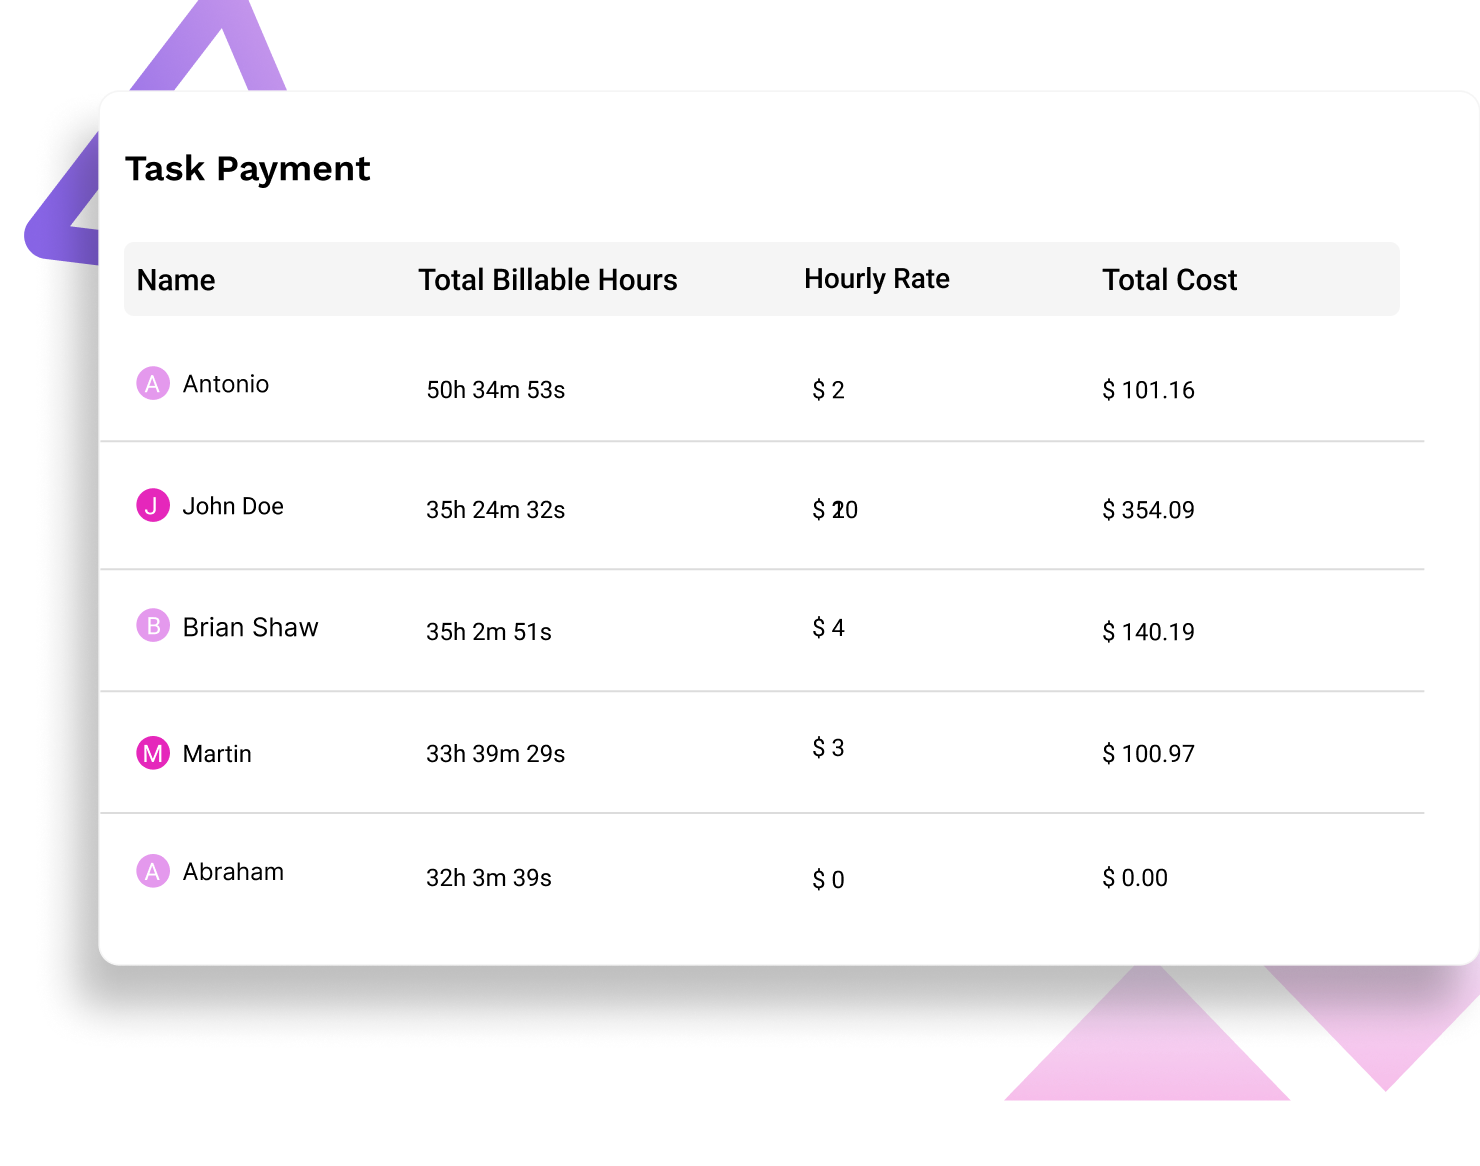 Task Payment
Name Total Billable Hours Hourly Rate Total Cost
A Antonio 50h 34m 53s $ 2 $ 101.16
J John Doe 35h 24m 32s $ $ 354.09
B Brian Shaw 35h 2m 51s $ 4 $ 140.19
M Martin 33h 39m 29s $ 3 $ 100.97
A Abraham 32h 3m 39s $ 0 $ 0.00